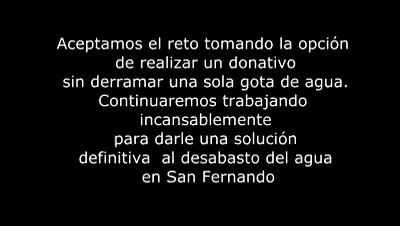 Aceptamos el reto tomando la opción
de realizar un donativo
sin derramar una sola gota de agua.
Continuaremos trabajando
incansablemente
para darle una solución
definitiva al desabasto del agua
en San Fernando